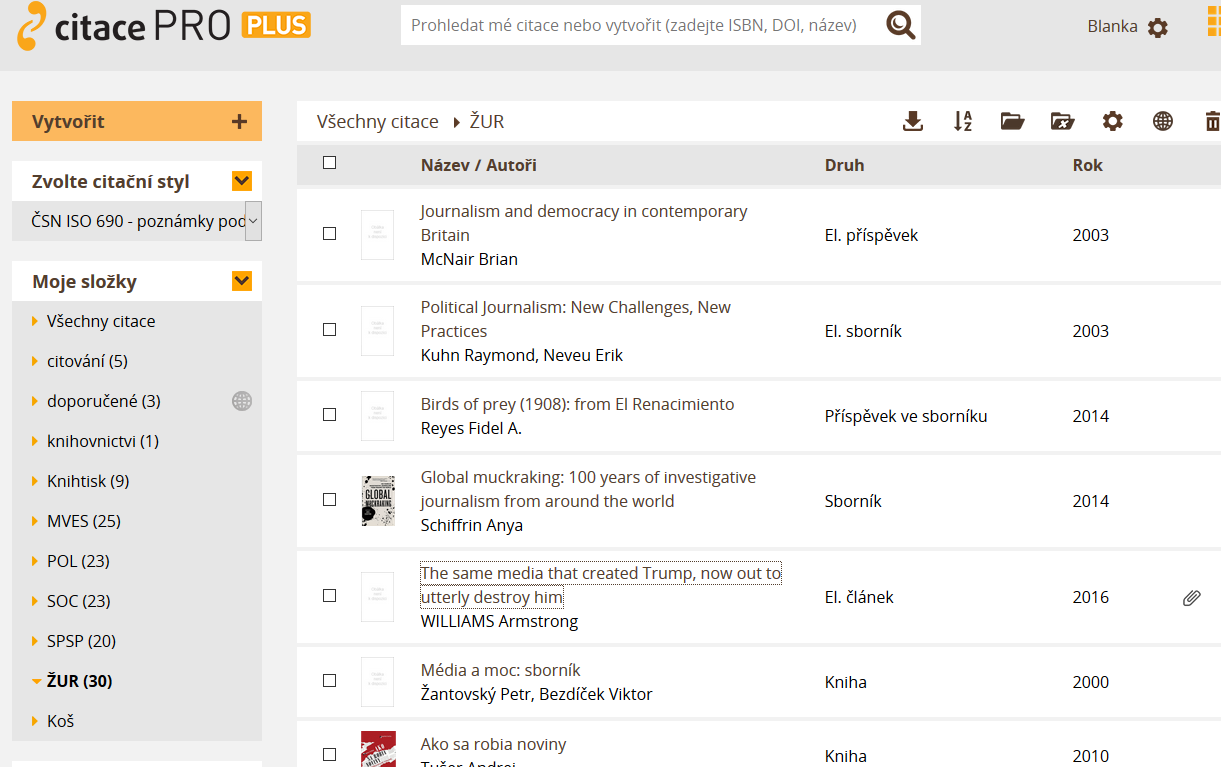 citace PRO PLUS
Prohledat mé citace nebo vytvořit (zadejte ISBN, DOI, název)
Blanka
Vytvořit
Zvolte citační styl
ČSN ISO 690 - poznámky pod
Moje složky
Všechny citace
citování (5)
doporučené (3)
knihovnictvi (1)
Knihtisk (9)
MVES (25)
POL (23)
SOC (23)
SPSP (20)
ŽUR (30)
Koš
Všechny citace ŽUR
Název / Autoři Druh Rok
Journalism and democracy in contemporary
Britain
McNair Brian
El. příspěvek 2003
Political Journalism: New Challenges, New
Practices
Kuhn Raymond, Neveu Erik
El. sborník 2003
Birds of prey (1908): from El Renacimiento
Reyes Fidel A.
Příspěvek ve sborníku 2014
GLOBAL
MUCKRAKING
Global muckraking: 100 years of investigative
journalism from around the world
Schiffrin Anya
Sborník 2014
The same media that created Trump, now out to
utterly destroy him
WILLIAMS Armstrong
El. článek 2016
Média a moc: sborník
Žantovský Petr, Bezdíček Viktor
Kniha 2000
Ako sa robia noviny
Tušer Andrej
Kniha 2010